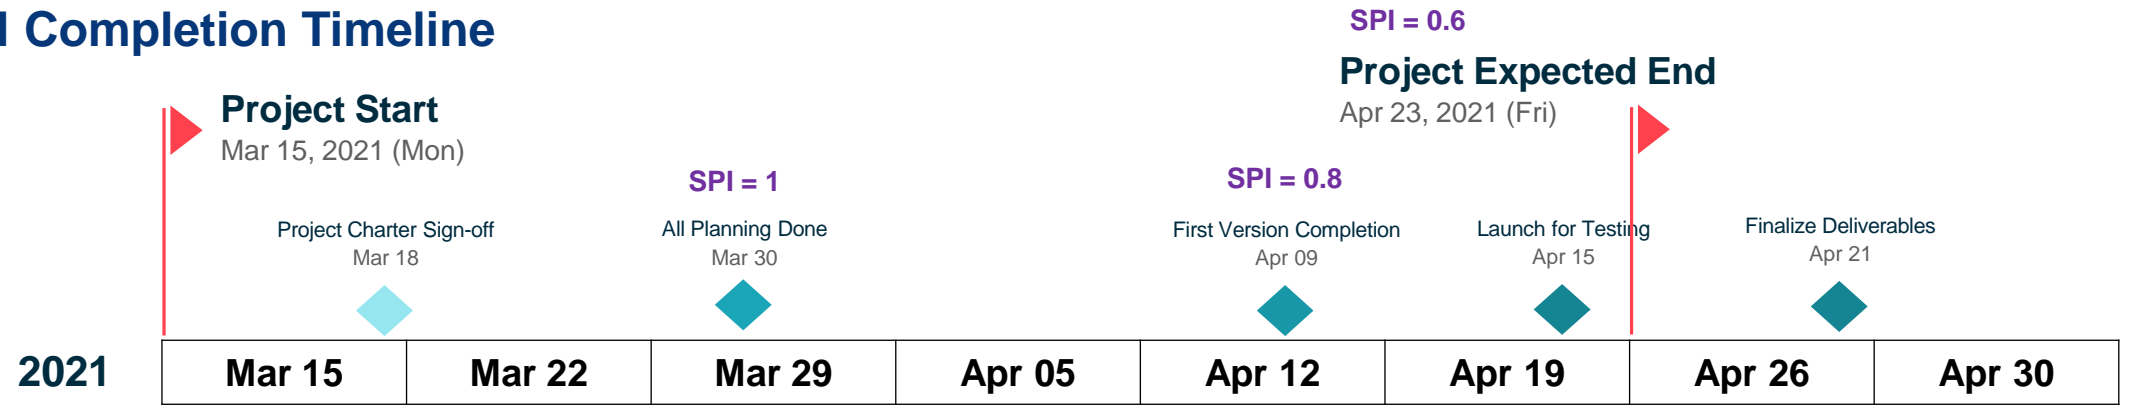 Completion Timeline
SPI = 0.6
Project Expected End
Apr 23, 2021 (Fri)
Project Start
Mar 15, 2021 (Mon)
SPI = 1
SPI = 0.8
Project Charter Sign-off
Mar 18
All Planning Done
Mar 30
First Version Completion
Apr 09
Launch for Testing
Apr 15
Finalize Deliverables
Apr 21
2021 Mar 15 Mar 22 Mar 29 Apr 05 Apr 12 Apr 19 Apr 26 Apr 30